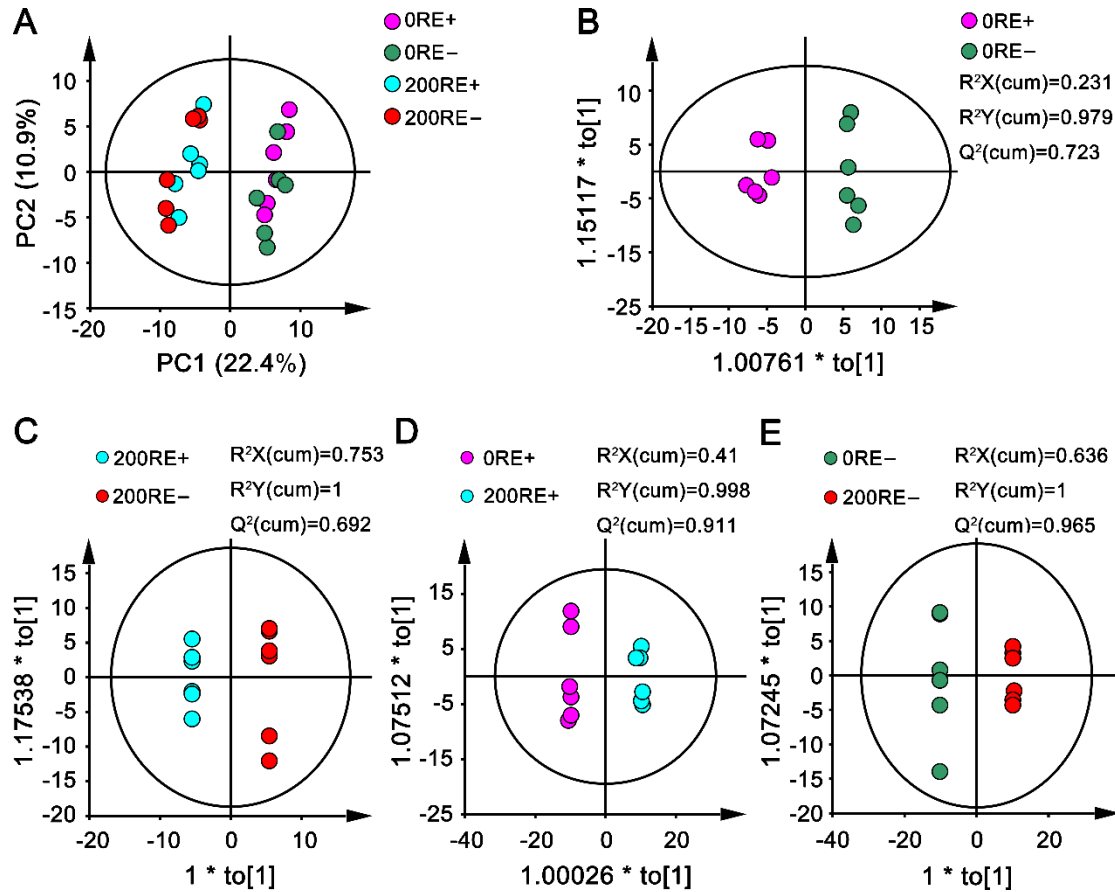 A
0RE+
0RE−
200RE+
200RE−
PC2 (10.9%)
10
5
0
-5
-10
-15
-20
-10
0
10
PC1 (22.4%)
B
0RE+
0RE−
R²X(cum)=0.231
R²Y(cum)=0.979
Q²(cum)=0.723
1.15117 * to[1]
10
5
-5
-15
-25
-20
-15
-10
-5
0
5
10
15
1.00761 * to[1]
C
200RE+
200RE−
R²X(cum)=0.753
R²Y(cum)=1
Q²(cum)=0.692
1.17538 * to[1]
15
10
5
0
-5
-10
-15
-20
-20
-10
0
10
1 * to[1]
D
0RE+
200RE+
R²X(cum)=0.41
R²Y(cum)=0.998
Q²(cum)=0.911
1.07512 * to[1]
15
5
-5
-15
-25
-40
-20
0
20
40
1.00026 * to[1]
E
0RE−
200RE−
R²X(cum)=0.636
R²Y(cum)=1
Q²(cum)=0.965
1.07245 * to[1]
15
10
5
0
-5
-10
-15
-20
-40
-20
0
20
1 * to[1]